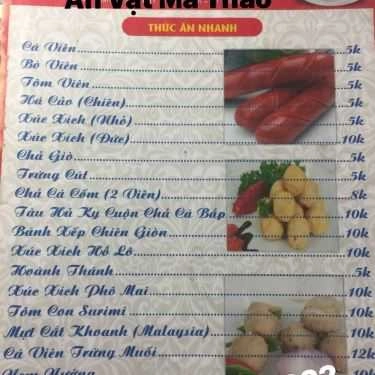 Ăn Vặt Má Thảo
THỨC ĂN NHANH
Cá Viên 5k
Bò Viên 5k
Tôm Viên 5k
Há Cảo (Chiên) 5k
Xúc Xích (Nhỏ) 5k
Xúc Xích (Đức) 10k
Chả Giò 5k
Trứng Cút 5k
Chả Cá Cốm (2 Viên) 8k
Tàu Hủ Ky Cuộn Chả Cá Bắp 10k
Bánh Xếp Chiên Giòn 10k
Xúc Xích Hồ Lô 10k
Hoành Thánh 5k
Xúc Xích Phô Mai 10k
Tôm Con Surimi 10k
Mực Cắt Khoanh (Malaysia) 10k
Cá Viên Trứng Muối 12k
Nem Nướng 10k